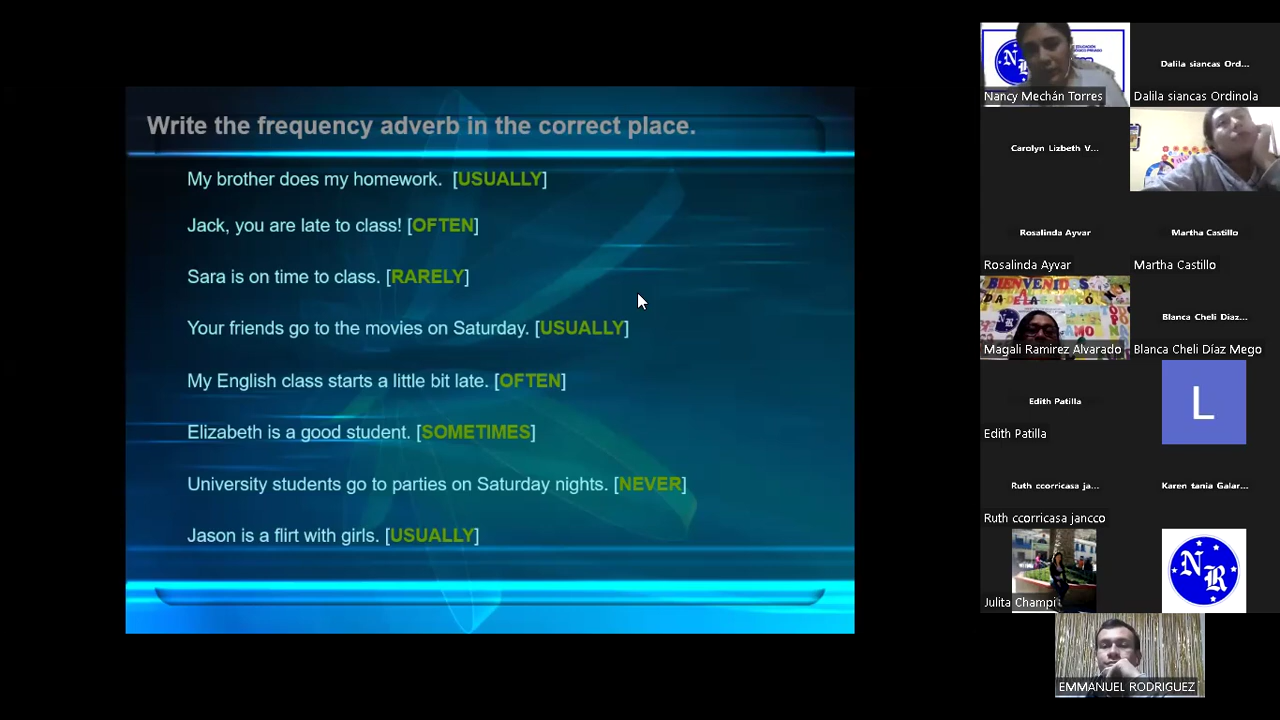 Write the frequency adverb in the correct place.
My brother does my homework. [USUALLY]
Jack, you are late to class! [OFTEN]
Sara is on time to class. [RARELY]
Your friends go to the movies on Saturday. [USUALLY]
My English class starts a little bit late. [OFTEN]
Elizabeth is a good student. [SOMETIMES]
University students go to parties on Saturday nights. [NEVER]
Jason is a flirt with girls. [USUALLY]
Nancy Mechán Torres
Dalila siancas Ord...
Dalila siancas Ordinola
Carolyn Lizbeth V...
Rosalinda Ayvar
Rosalinda Ayvar
Martha Castillo
Martha Castillo
BIENVENIDOS
Magali Ramirez Alvarado
Blanca Cheli Diaz...
Blanca Cheli Díaz Mego
Edith Patilla
Edith Patilla
L
Ruth ccorricasa ja...
Ruth ccorricasa jancco
Karen tania Galar...
Julita Champi
N R
EMMANUEL RODRIGUEZ